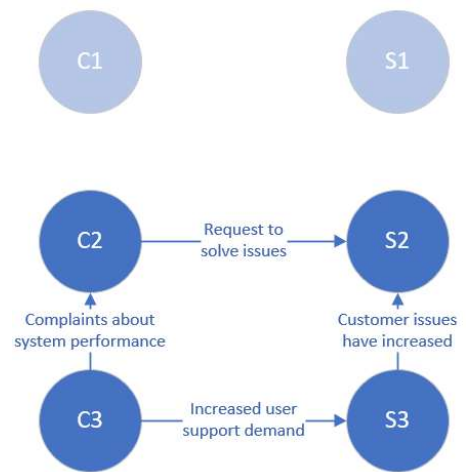 C1
S1
C2
Request to
solve issues
S2
Complaints about
system performance
Customer issues
have increased
C3
Increased user
support demand
S3